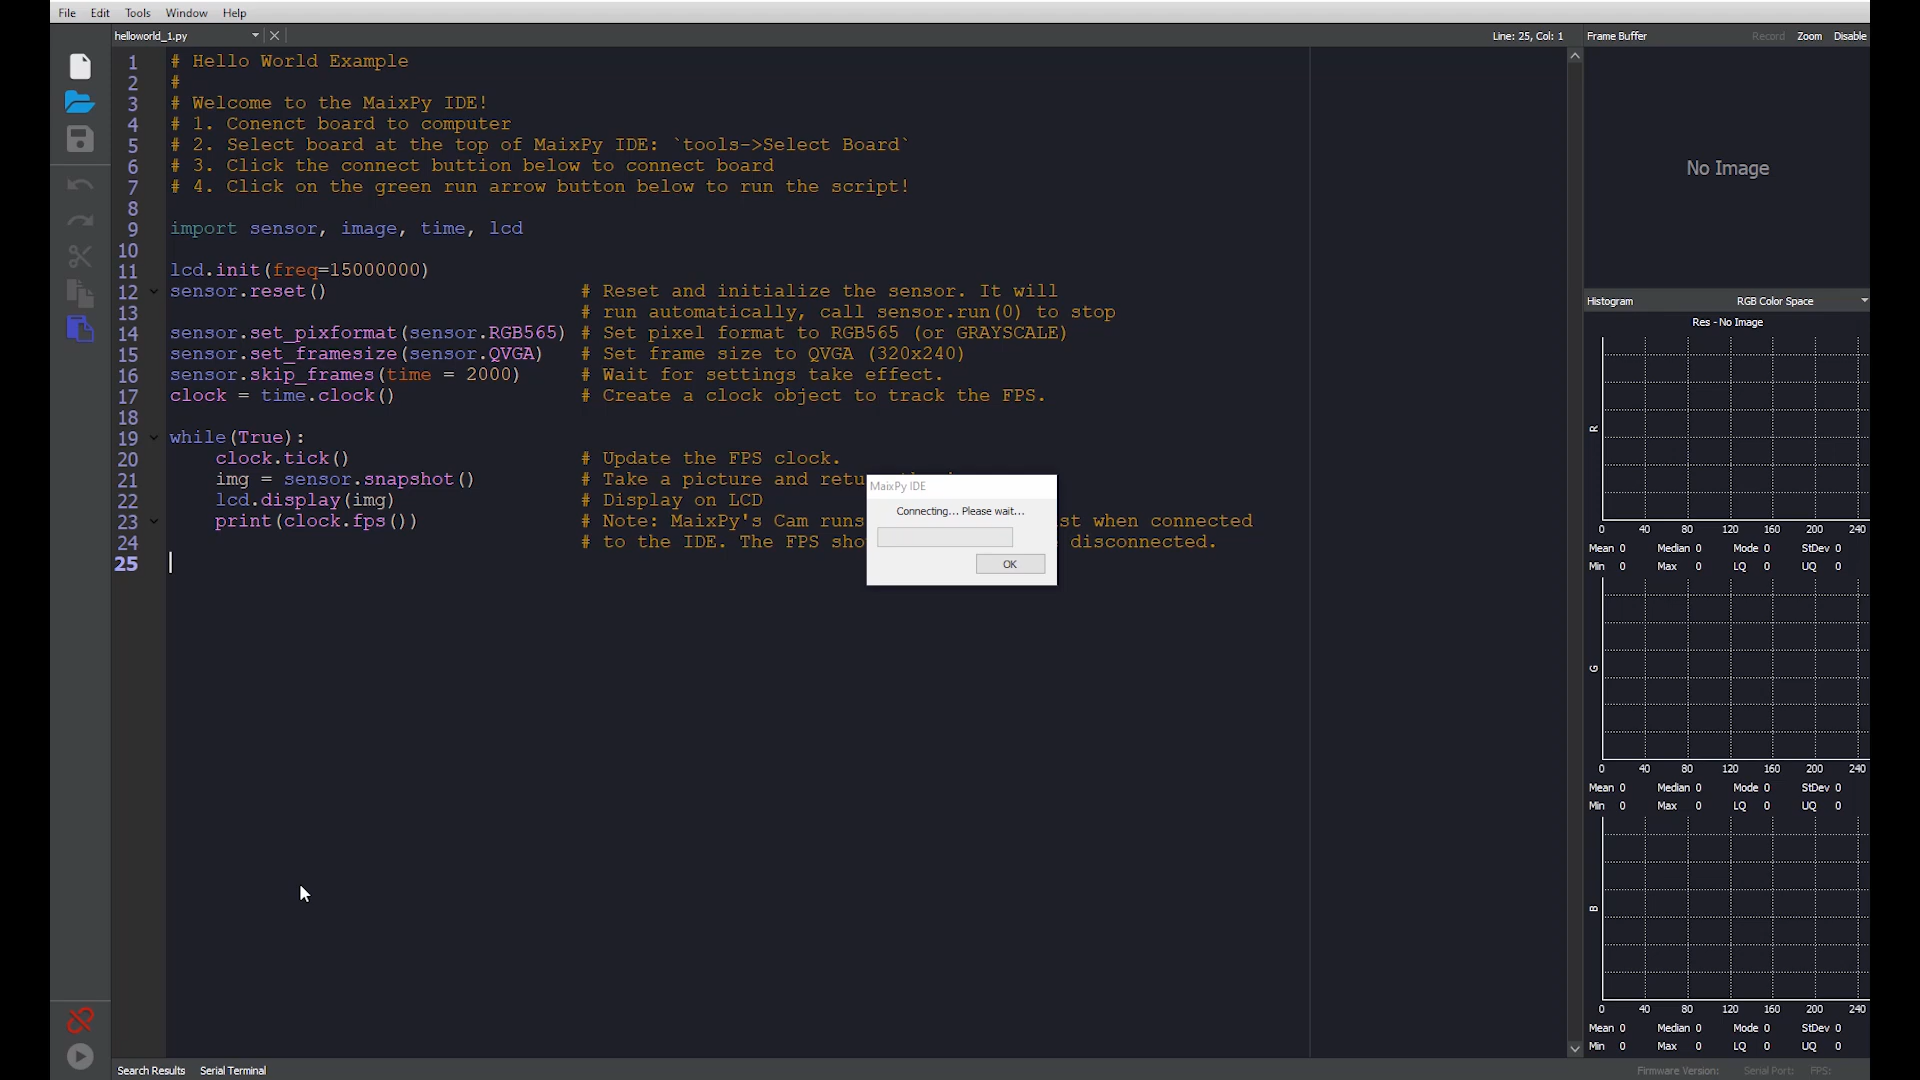 File Edit Tools Window Help
helloworld_1.py
Line: 25, Col: 1
Frame Buffer Record Zoom Disable
1 # Hello World Example
2 #
3 # Welcome to the MaixPy IDE!
4 # 1. Conenct board to computer
5 # 2. Select board at the top of MaixPy IDE: `tools->Select Board`
6 # 3. Click the connect buttion below to connect board
7 # 4. Click on the green run arrow button below to run the script!
8
9 import sensor, image, time, lcd
10
11 lcd.init(freq=15000000)
12 sensor.reset() # Reset and initialize the sensor. It will
13 # run automatically, call sensor.run(0) to stop
14 sensor.set_pixformat(sensor.RGB565) # Set pixel format to RGB565 (or GRAYSCALE)
15 sensor.set_framesize(sensor.QVGA) # Set frame size to QVGA (320x240)
16 sensor.skip_frames(time = 2000) # Wait for settings take effect.
17 clock = time.clock() # Create a clock object to track the FPS.
18
19 while(True):
20 clock.tick() # Update the FPS clock.
21 img = sensor.snapshot() # Take a picture and retu
22 lcd.display(img) # Display on LCD
23 print(clock.fps()) # Note: MaixPy's Cam runs st when connected
24 # to the IDE. The FPS sho disconnected.
25
MaixPy IDE
Connecting... Please wait...
OK
No Image
Histogram RGB Color Space
Res - No Image
R
0 40 80 120 160 200 240
Mean 0 Median 0 Mode 0 StDev 0
Min 0 Max 0 LQ 0 UQ 0
G
0 40 80 120 160 200 240
Mean 0 Median 0 Mode 0 StDev 0
Min 0 Max 0 LQ 0 UQ 0
B
0 40 80 120 160 200 240
Mean 0 Median 0 Mode 0 StDev 0
Min 0 Max 0 LQ 0 UQ 0
Search Results Serial Terminal
Firmware Version: Serial Port: FPS: